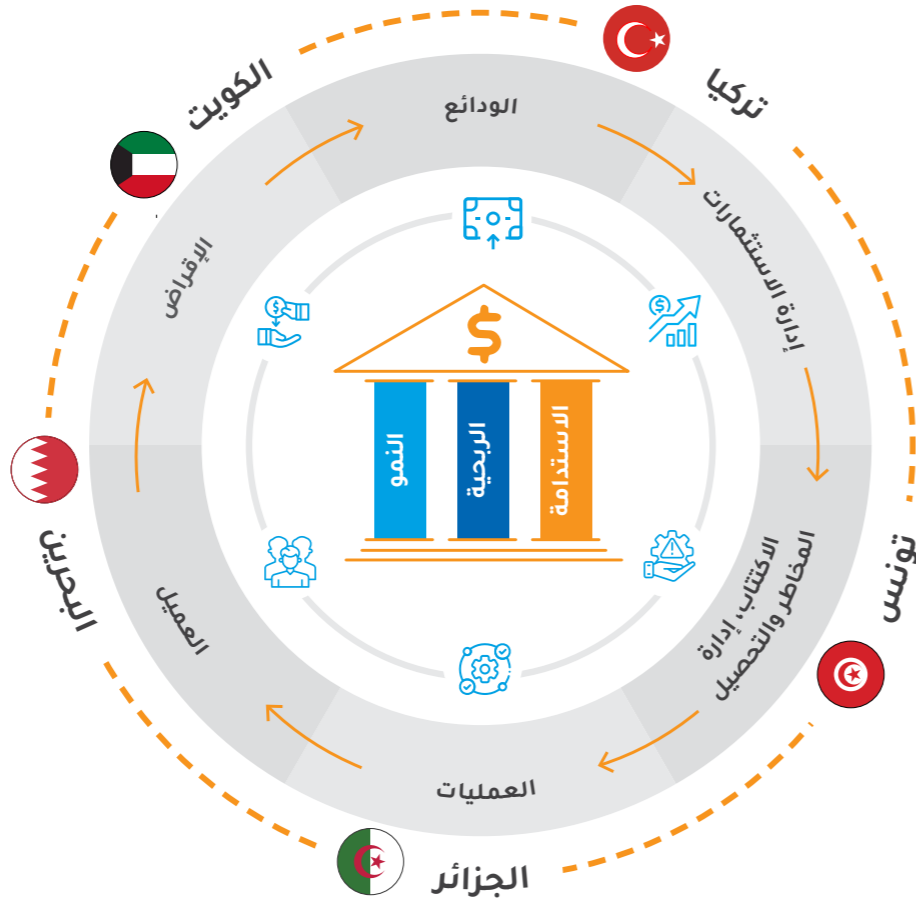 الكويت
تركيا
تونس
الجزائر
البحرين
الودائع
إدارة الاستثمارات
الاكتتاب، إدارة
المخاطر والتحصيل
العمليات
العميل
الإقراض
$
النمو
الربحية
الاستدامة